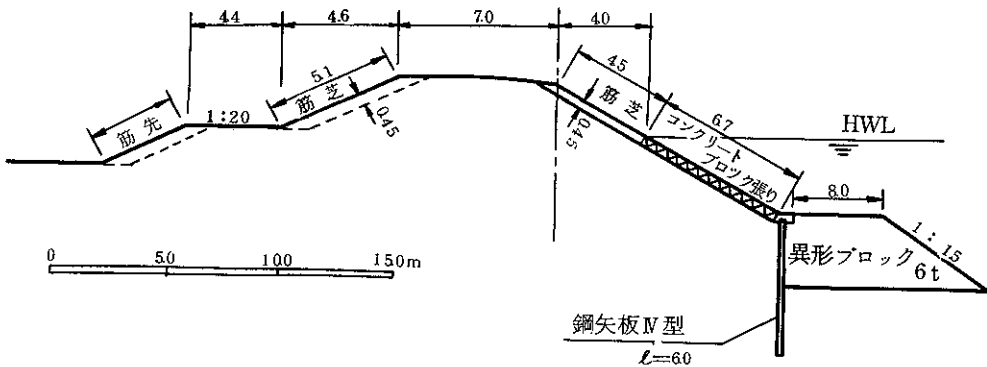 4.4
4.6
7.0
4.0
筋先
1:20
5.1
筋芝
0.45
4.5
筋芝
0.45
6.7
コンクリート
ブロック張り
HWL
8.0
1:1.5
異形ブロック
6t
0
5.0
10.0
15.0m
鋼矢板Ⅳ型
ℓ=6.0